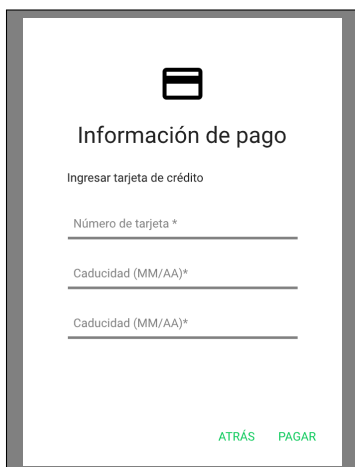 Información de pago
Ingresar tarjeta de crédito
Número de tarjeta *
Caducidad (MM/AA)*
Caducidad (MM/AA)*
ATRÁS PAGAR